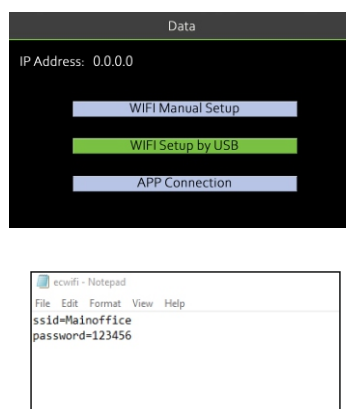 Data
IP Address: 0.0.0.0
WIFI Manual Setup
WIFI Setup by USB
APP Connection
ecwifi - Notepad
File Edit Format View Help
ssid=Mainoffice
password=123456